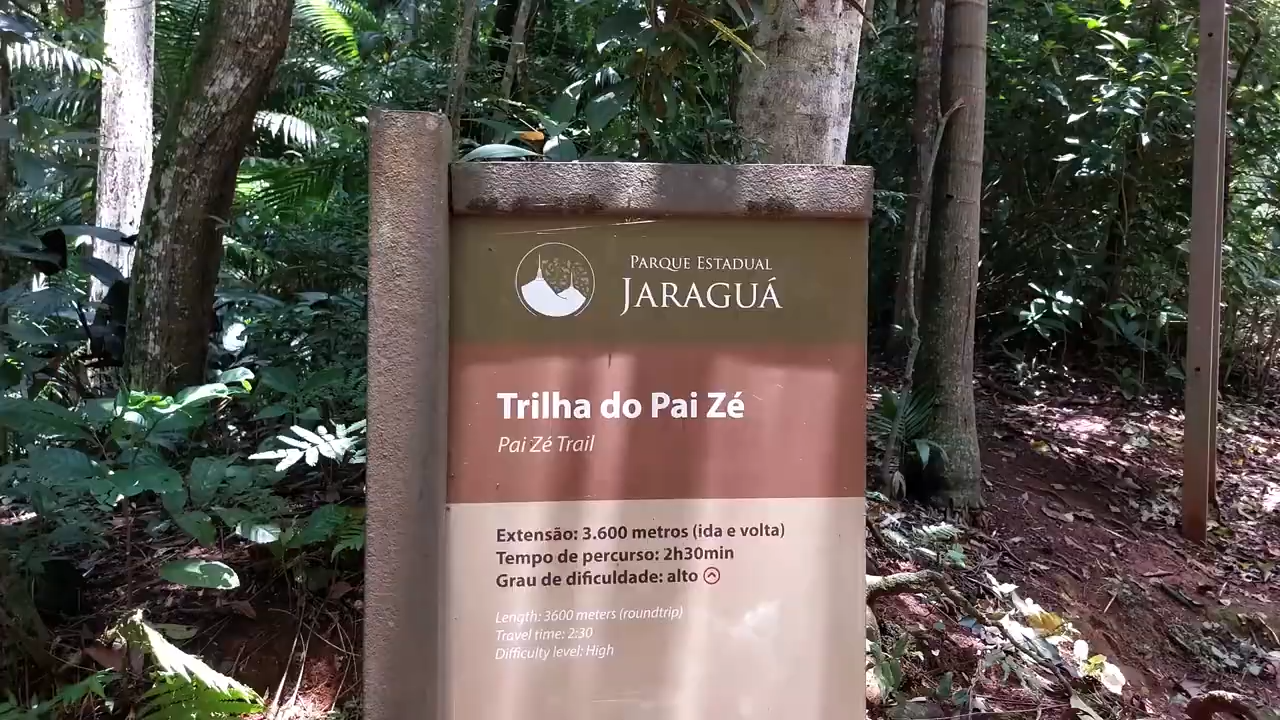 PARQUE ESTADUAL
JARAGUÁ
Trilha do Pai Zé
Pai Zé Trail
Extensão: 3.600 metros (ida e volta)
Tempo de percurso: 2h30min
Grau de dificuldade: alto
Length: 3600 meters (roundtrip)
Travel time: 2:30
Difficulty level: High